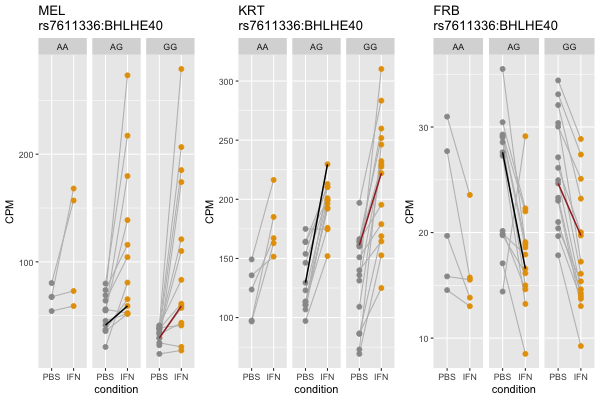 MEL
rs7611336:BHLHE40
AA AG GG
CPM
200
100
PBS IFN PBS IFN PBS IFN
condition
KRT
rs7611336:BHLHE40
AA AG GG
CPM
300
250
200
150
100
PBS IFN PBS IFN PBS IFN
condition
FRB
rs7611336:BHLHE40
AA AG GG
CPM
30
20
10
PBS IFN PBS IFN PBS IFN
condition